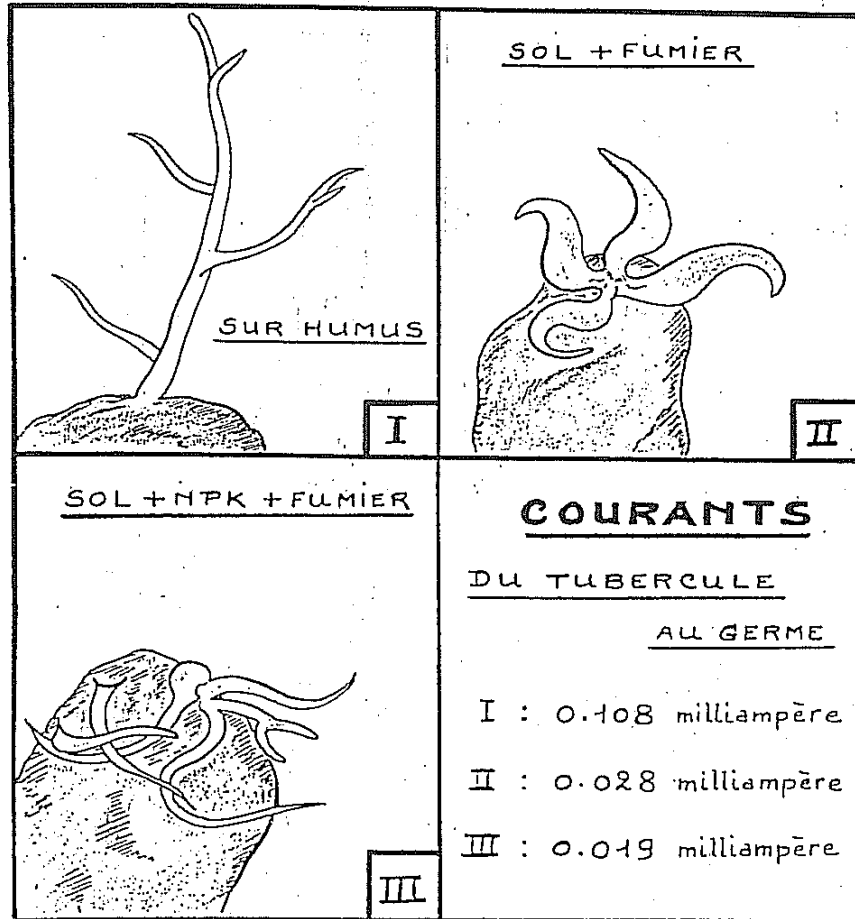 SUR HUMUS
I
SOL + FUMIER
II
SOL + NPK + FUMIER
III
COURANTS
DU TUBERCULE
AU GERME
I : 0.108 milliampère
II : 0.028 milliampère
III : 0.019 milliampère